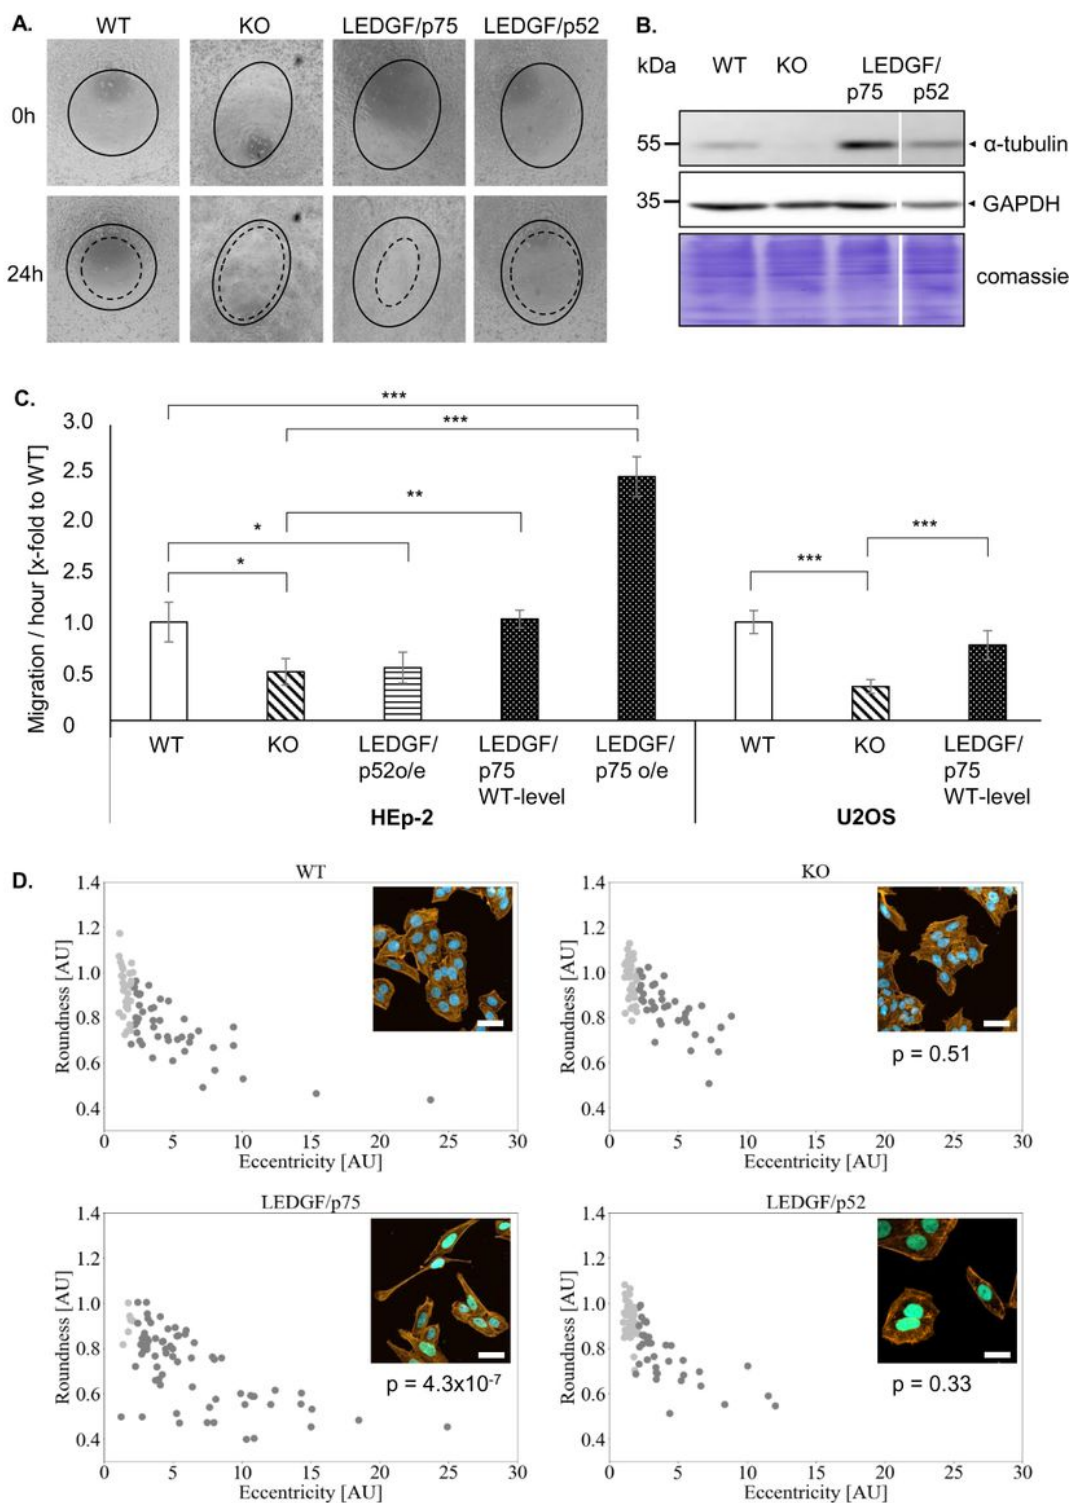 A.
WT KO LEDGF/p75 LEDGF/p52
0h
24h
B.
kDa WT KO LEDGF/
p75 p52
55 α-tubulin
35 GAPDH
comassie
C.
Migration / hour [x-fold to WT]
3.0
2.5
2.0
2.5
1.0
0.5
0
***
***
**
*
*
***
***
WT KO LEDGF/ LEDGF/ LEDGF/ WT KO LEDGF/
p52o/e p75 p75 o/e p75
WT-level WT-level
HEp-2 U2OS
D.
WT
Roundness [AU]
1.4
1.2
1.0
0.8
0.6
0.4
0 5 10 15 20 25 30
Eccentricity [AU]
KO
Roundness [AU]
1.4
1.2
1.0
0.8
0.6
0.4
p = 0.51
0 5 10 15 20 25 30
Eccentricity [AU]
LEDGF/p75
Roundness [AU]
1.4
1.2
1.0
0.8
0.6
0.4
p = 4.3x10⁻⁷
0 5 10 15 20 25 30
Eccentricity [AU]
LEDGF/p52
Roundness [AU]
1.4
1.2
1.0
0.8
0.6
0.4
p = 0.33
0 5 10 15 20 25 30
Eccentricity [AU]